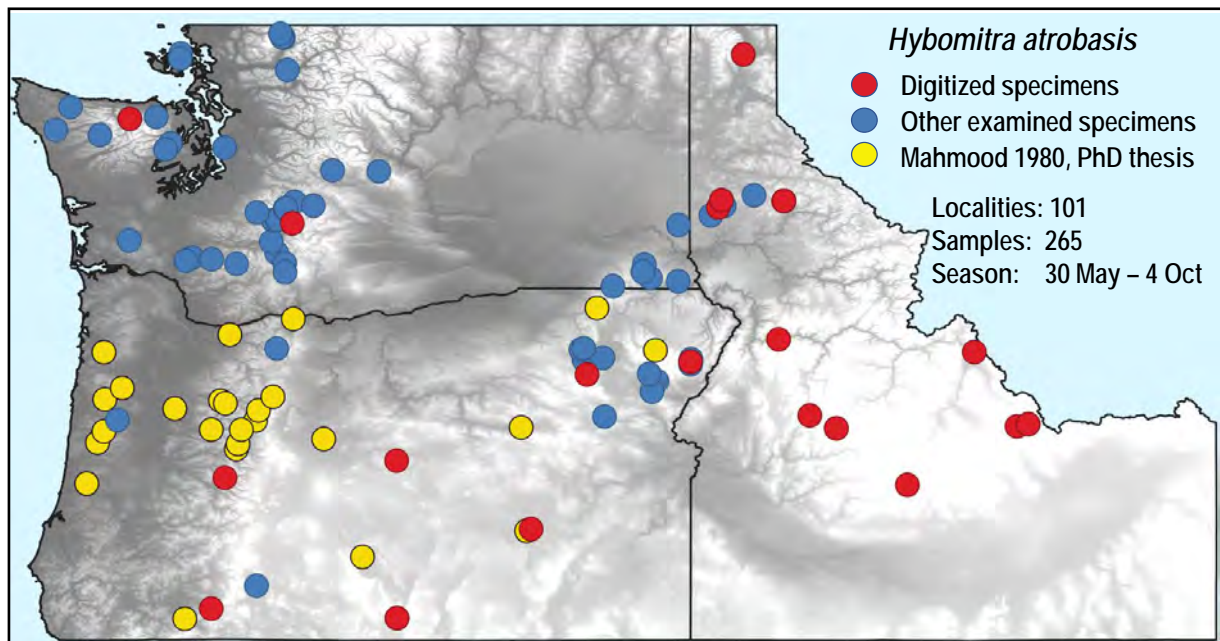 Hybomitra atrobasis
Digitized specimens
Other examined specimens
Mahmood 1980, PhD thesis
Localities: 101
Samples: 265
Season: 30 May – 4 Oct